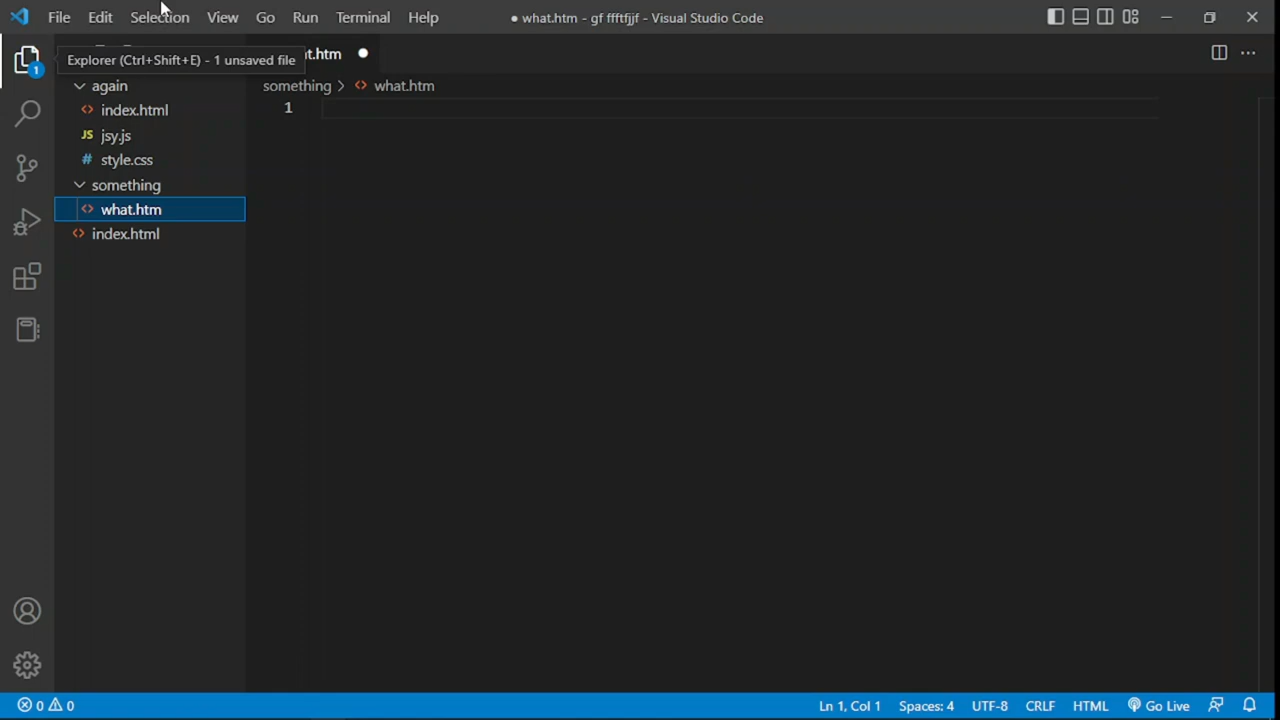 File Edit Selection View Go Run Terminal Help
● what.htm - gf ffftfjjf - Visual Studio Code
Explorer (Ctrl+Shift+E) - 1 unsaved file
t.htm
1
again
something > what.htm
1
index.html
JS jsy.js
# style.css
something
what.htm
index.html
0 0
Ln 1, Col 1 Spaces: 4 UTF-8 CRLF HTML Go Live